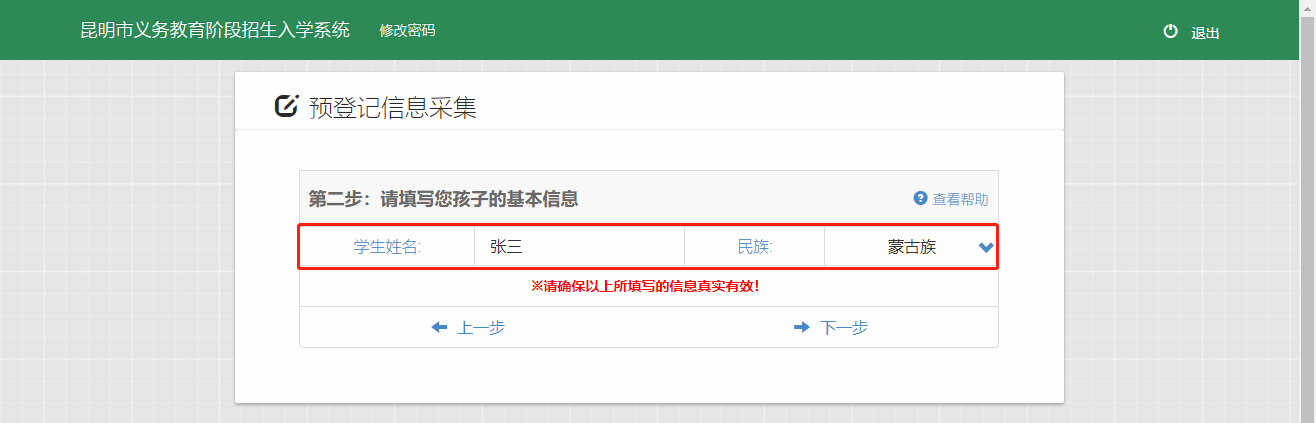 昆明市义务教育阶段招生入学系统 修改密码 退出
预登记信息采集
第二步：请填写您孩子的基本信息 查看帮助
学生姓名: 张三 民族: 蒙古族
※请确保以上所填写的信息真实有效！
上一步 下一步